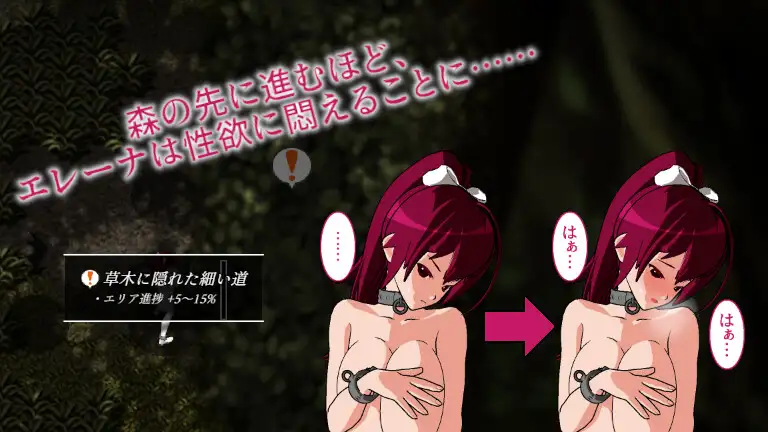 森の先に進むほど、
エレーナは性欲に悶えることに……
草木に隠れた細い道
・エリア進捗 +5～15%
……
はぁ…
はぁ…